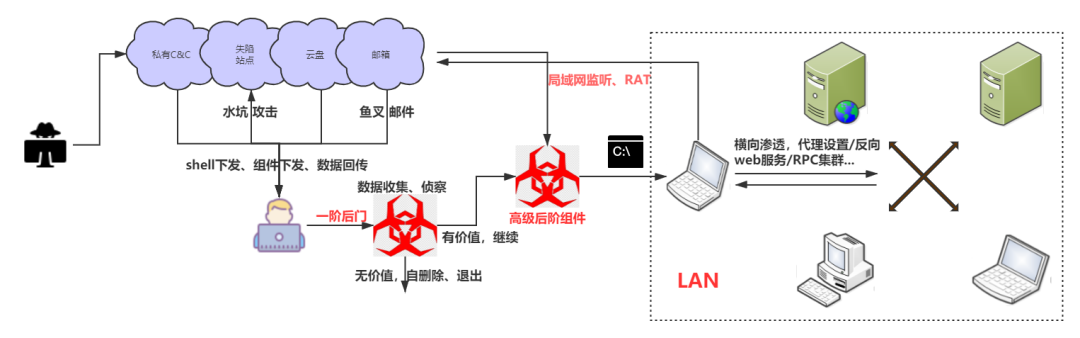 私有C&C
失陷
站点
云盘
邮箱
水坑 攻击
鱼叉 邮件
局域网监听、RAT
shell下发、组件下发、数据回传
C:\
横向渗透，代理设置/反向
web服务/RPC集群...
数据收集、侦察
一阶后门
高级后阶组件
有价值，继续
无价值，自删除、退出
LAN